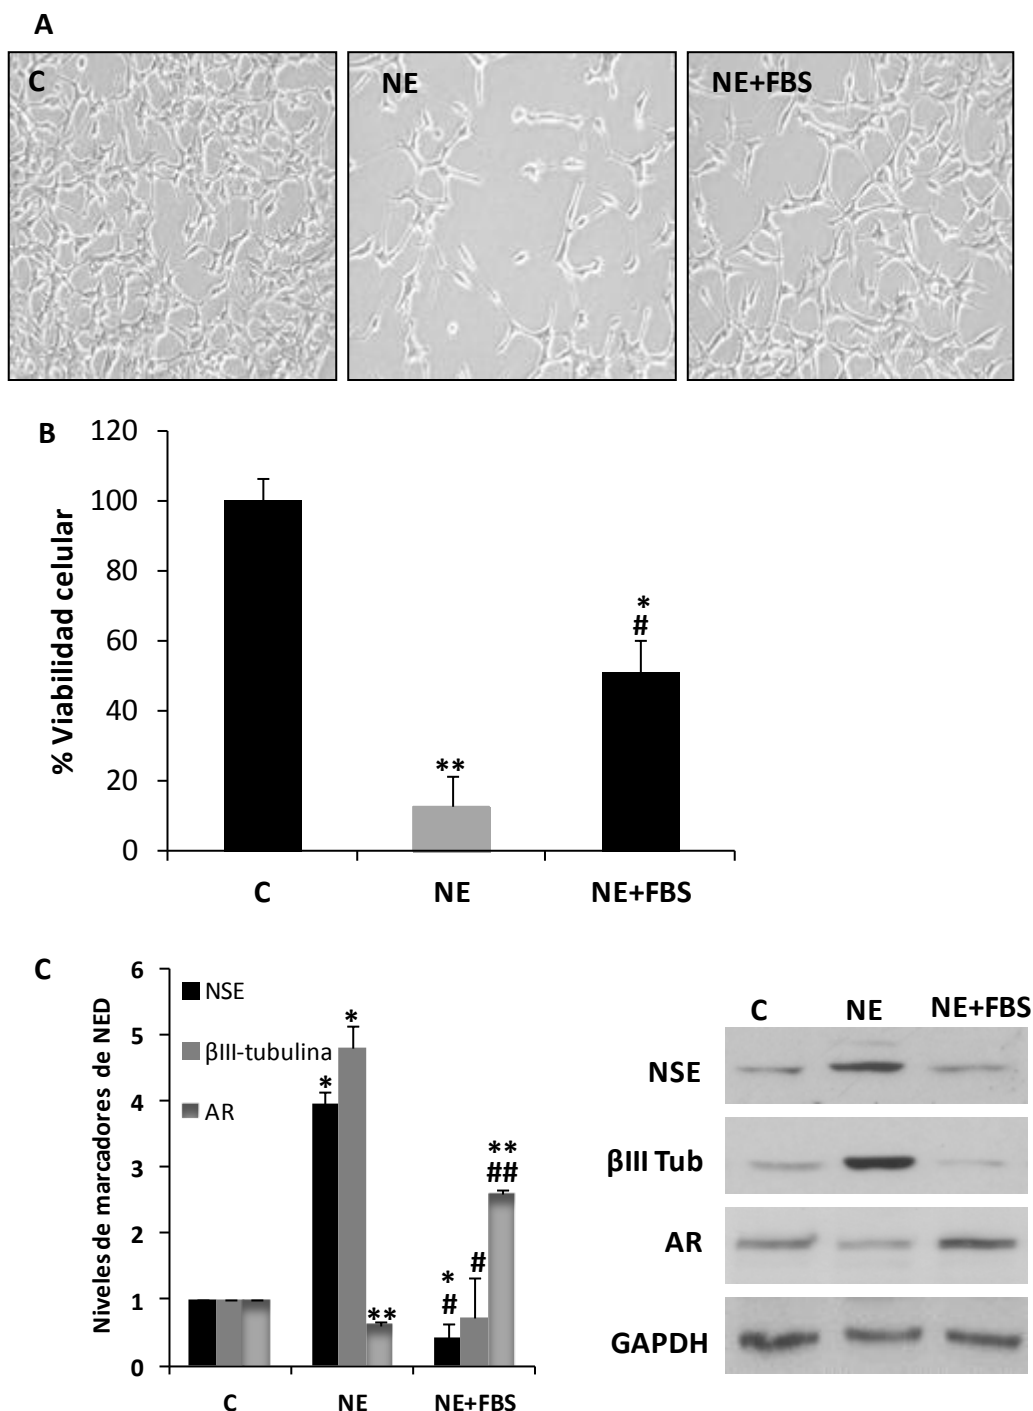 A
C
NE
NE+FBS
B
% Viabilidad celular
120
100
80
60
40
20
0
**
*
#
C
NE
NE+FBS
C
Niveles de marcadores de NED
6
5
4
3
2
1
0
NSE
βIII-tubulina
AR
*
*
**
*
#
#
**
##
C
NE
NE+FBS
C
NE
NE+FBS
NSE
βIII Tub
AR
GAPDH